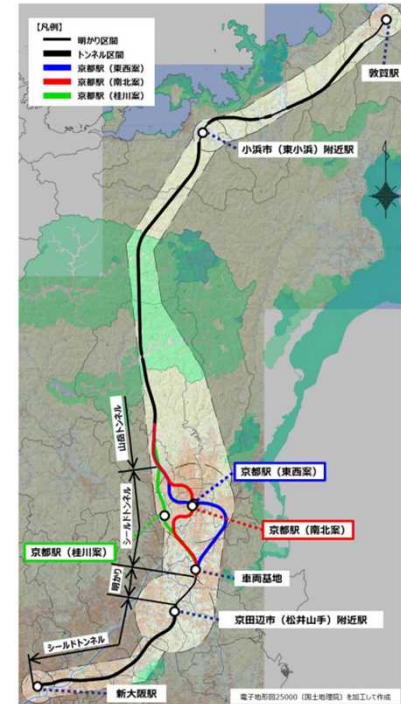 【凡例】
明かり区間
トンネル区間
京都駅（東西案）
京都駅（南北案）
京都駅（桂川案）
敦賀駅
小浜市（東小浜）附近駅
山岳トンネル
シールドトンネル
明かり
シールドトンネル
京都駅（東西案）
京都駅（南北案）
京都駅（桂川案）
車両基地
京田辺市（松井山手）附近駅
新大阪駅
電子地形図25000（国土地理院）を加工して作成